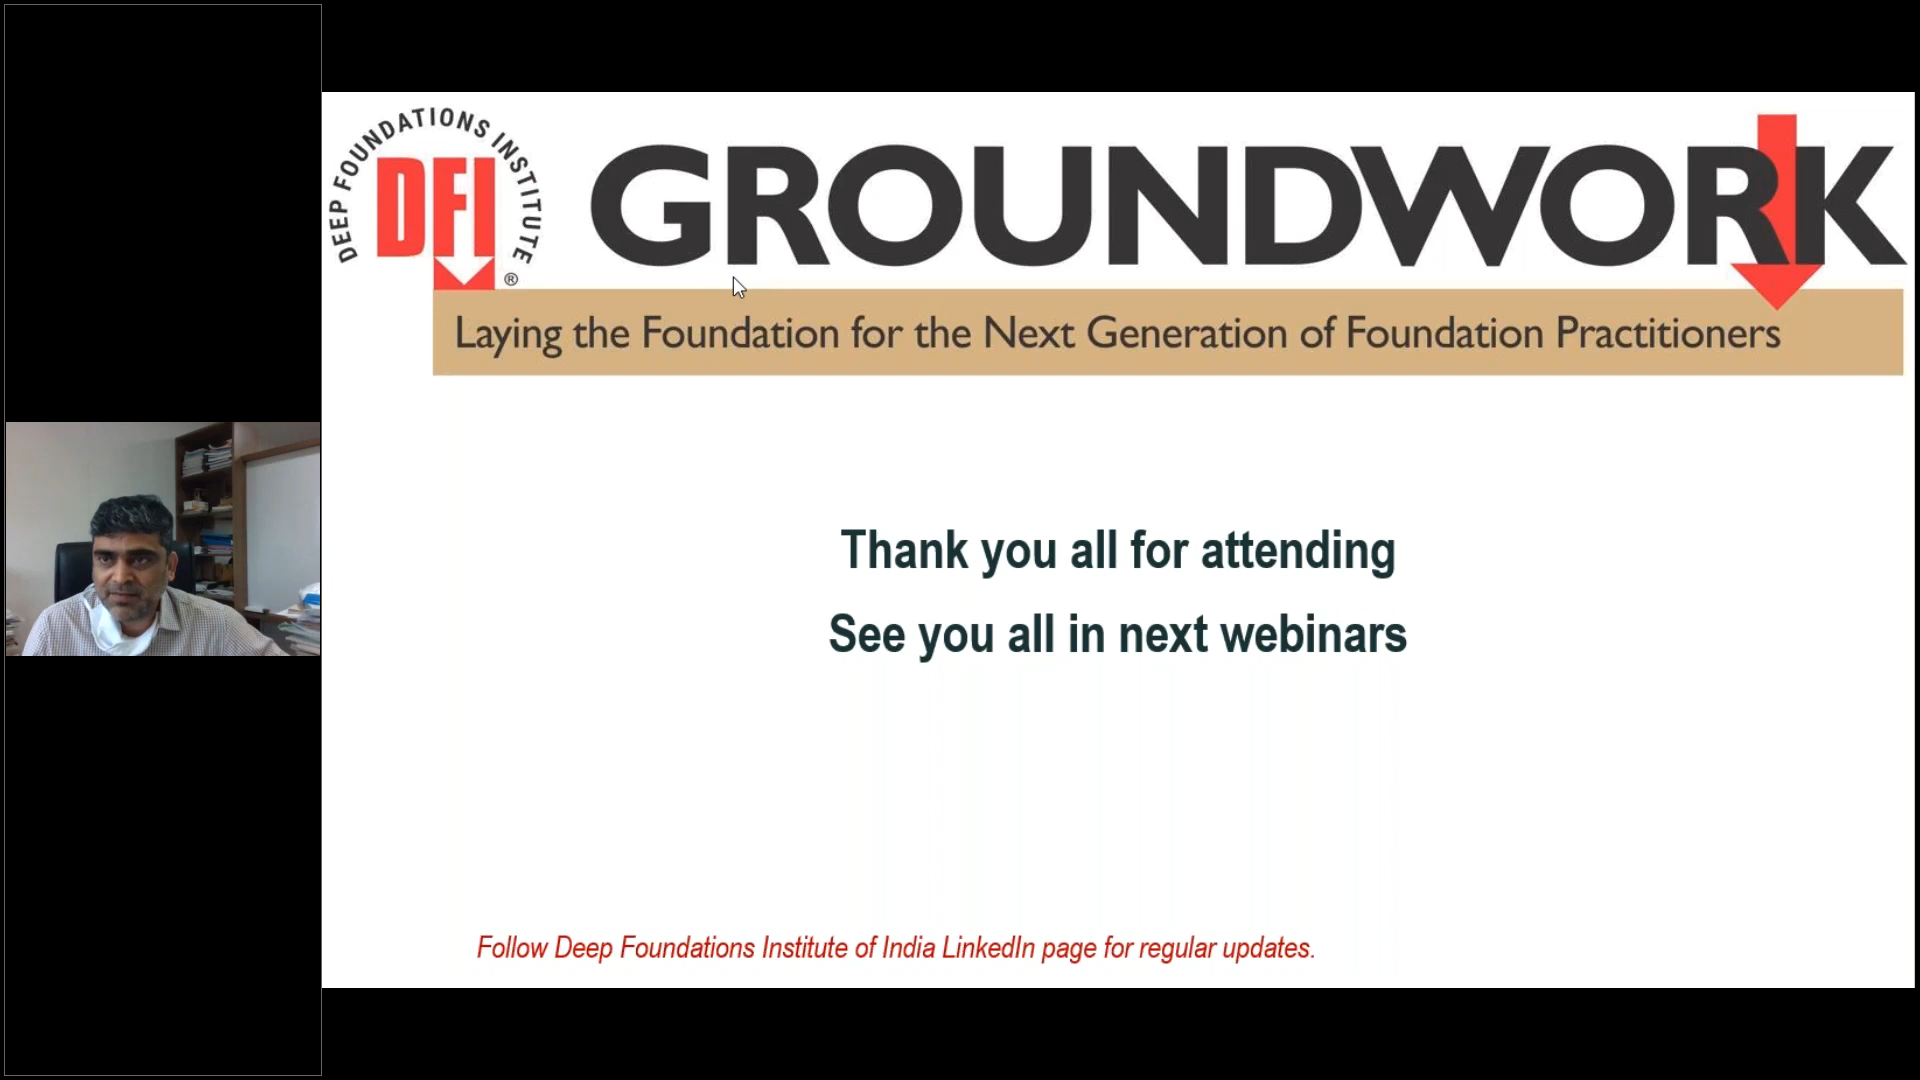 DEEP FOUNDATIONS INSTITUTE
DFI
®
GROUNDWORK
Laying the Foundation for the Next Generation of Foundation Practitioners
Thank you all for attending
See you all in next webinars
Follow Deep Foundations Institute of India LinkedIn page for regular updates.